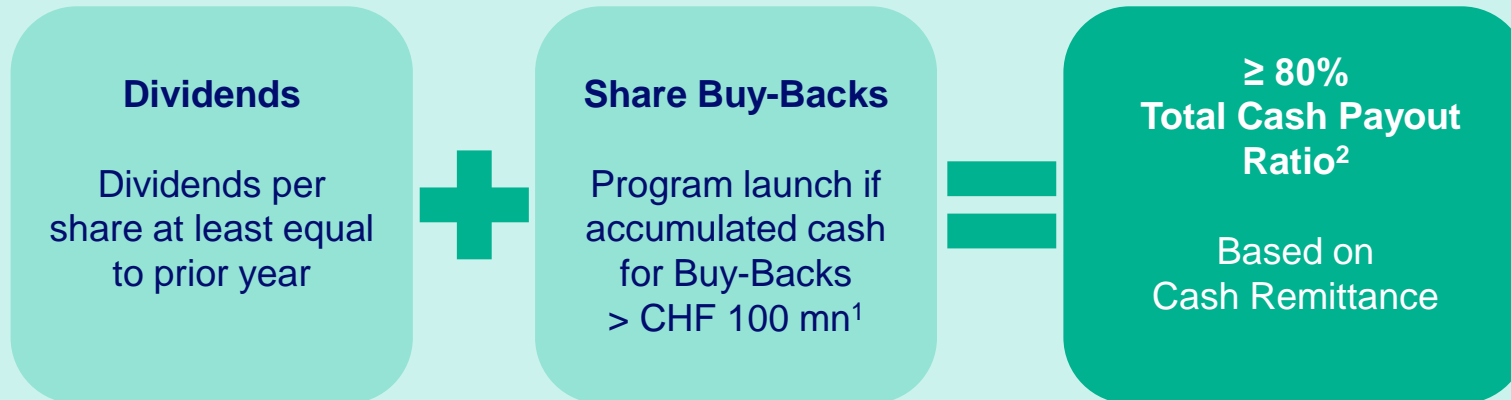 Dividends
Dividends per
share at least equal
to prior year
Share Buy-Backs
Program launch if
accumulated cash
for Buy-Backs
> CHF 100 mn¹
≥ 80%
Total Cash Payout
Ratio²
Based on
Cash Remittance